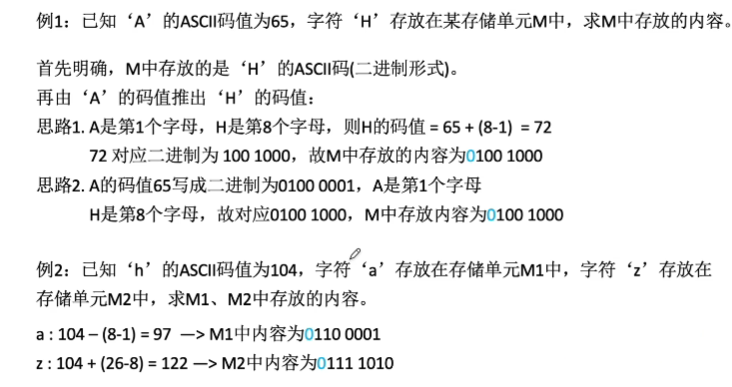 例1：已知‘A’的ASCII码值为65，字符‘H’存放在某存储单元M中，求M中存放的内容。
首先明确，M中存放的是‘H’的ASCII码(二进制形式)。
再由‘A’的码值推出‘H’的码值：
思路1. A是第1个字母，H是第8个字母，则H的码值 = 65 + (8-1) = 72
72 对应二进制为 100 1000，故M中存放的内容为0100 1000
思路2. A的码值65写成二进制为0100 0001，A是第1个字母
H是第8个字母，故对应0100 1000，M中存放内容为0100 1000
例2：已知‘h’的ASCII码值为104，字符‘a’存放在存储单元M1中，字符‘z’存放在
存储单元M2中，求M1、M2中存放的内容。
a : 104 – (8-1) = 97 —> M1中内容为0110 0001
z : 104 + (26-8) = 122 —> M2中内容为0111 1010